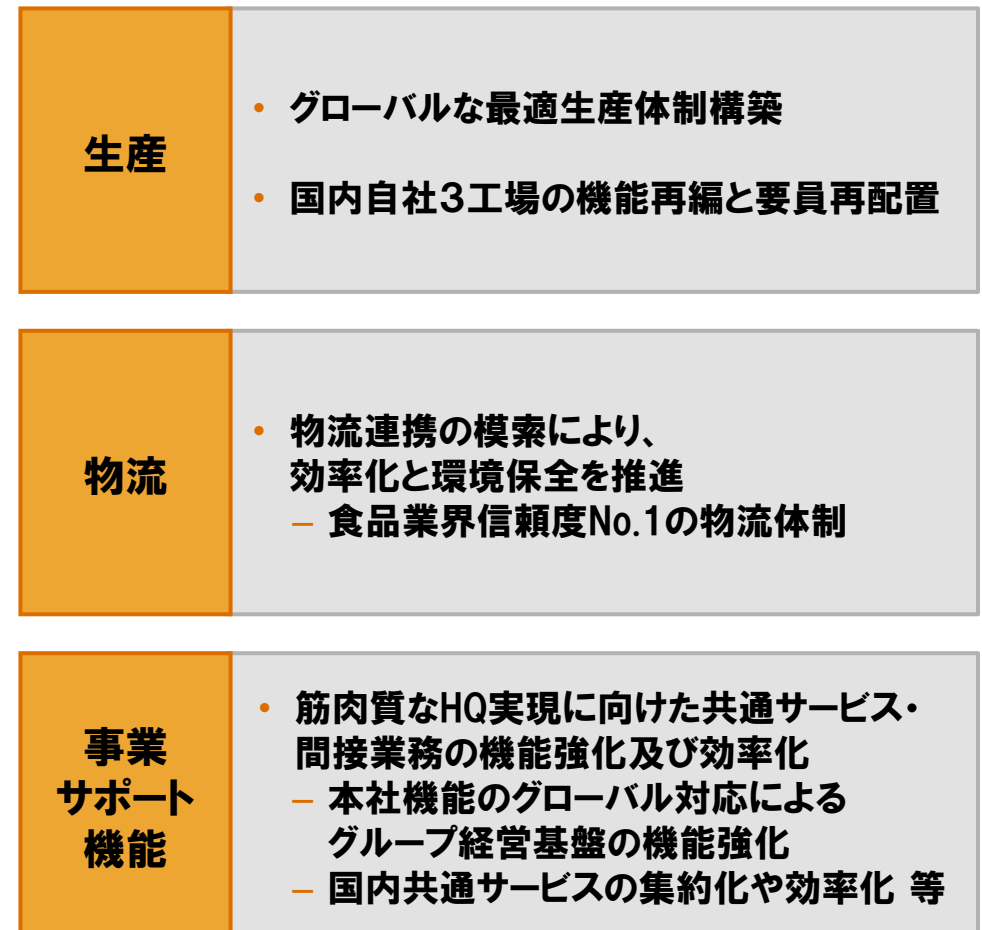 生産
• グローバルな最適生産体制構築
• 国内自社３工場の機能再編と要員再配置
物流
• 物流連携の模索により、
効率化と環境保全を推進
– 食品業界信頼度No.1の物流体制
事業
サポート
機能
• 筋肉質なHQ実現に向けた共通サービス・
間接業務の機能強化及び効率化
– 本社機能のグローバル対応による
グループ経営基盤の機能強化
– 国内共通サービスの集約化や効率化 等